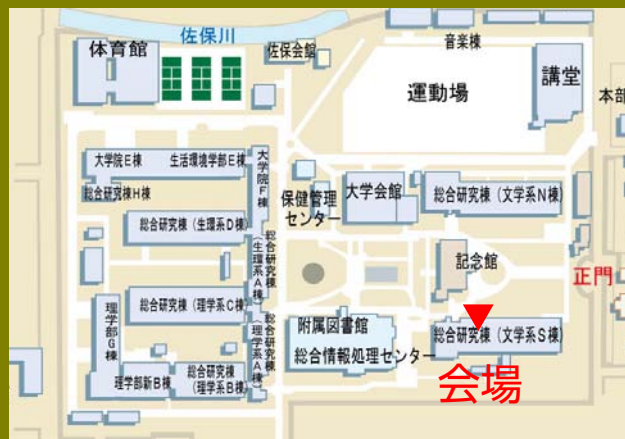 佐保川
体育館
佐保会館
音楽棟
講堂
運動場
本部
大学院E棟
生活環境学部E棟
総合研究棟H棟
大学院F棟
保健管理
センター
大学会館
総合研究棟(文学系N棟)
総合研究棟(生環系D棟)
総合研究棟
(生環系A棟)
記念館
正門
総合研究棟(理学系C棟)
理学部G棟
総合研究棟
(理学系A棟)
附属図書館
総合情報処理センター
総合研究棟(文学系S棟)
会場
理学部新B棟
総合研究棟
(理学系B棟)